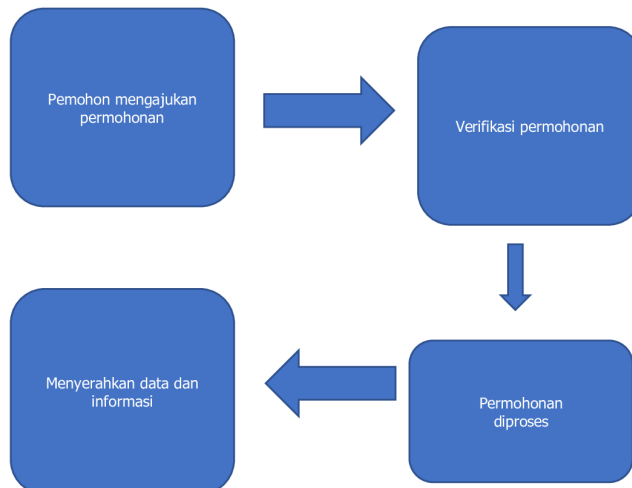 Pemohon mengajukan
permohonan
Verifikasi permohonan
Permohonan
diproses
Menyerahkan data dan
informasi